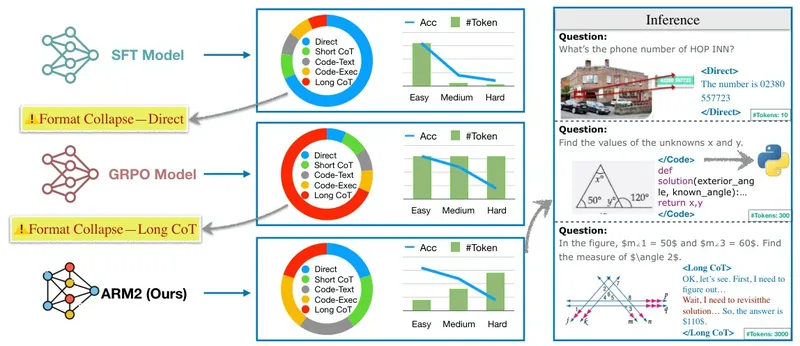 SFT Model
⚠Format Collapse—Direct
Direct
Short CoT
Code-Text
Code-Exec
Long CoT
Acc
#Token
Easy
Medium
Hard
GRPO Model
⚠Format Collapse—Long CoT
Direct
Short CoT
Code-Text
Code-Exec
Long CoT
Acc
#Token
Easy
Medium
Hard
ARM2 (Ours)
Direct
Short CoT
Code-Text
Code-Exec
Long CoT
Acc
#Token
Easy
Medium
Hard
Inference
Question:
What's the phone number of HOP INN?
02380 557723
<Direct>
The number is 02380
557723
</Direct>
#Tokens: 10
Question:
Find the values of the unknowns x and y.
x°
50°
y°
120°
</Code>
def
solution(exterior_ang
le, known_angle):...
return x,y
</Code>
#Tokens: 300
Question:
In the figure, $m∠1 = 50$ and $m∠3 = 60$. Find
the measure of $\angle 2$.
<Long CoT>
OK, let's see. First, I need to
figure out…
Wait, I need to revisitthe
solution… So, the answer is
$110$.
</Long CoT>
#Tokens: 3000
p
q
j
k
m
n